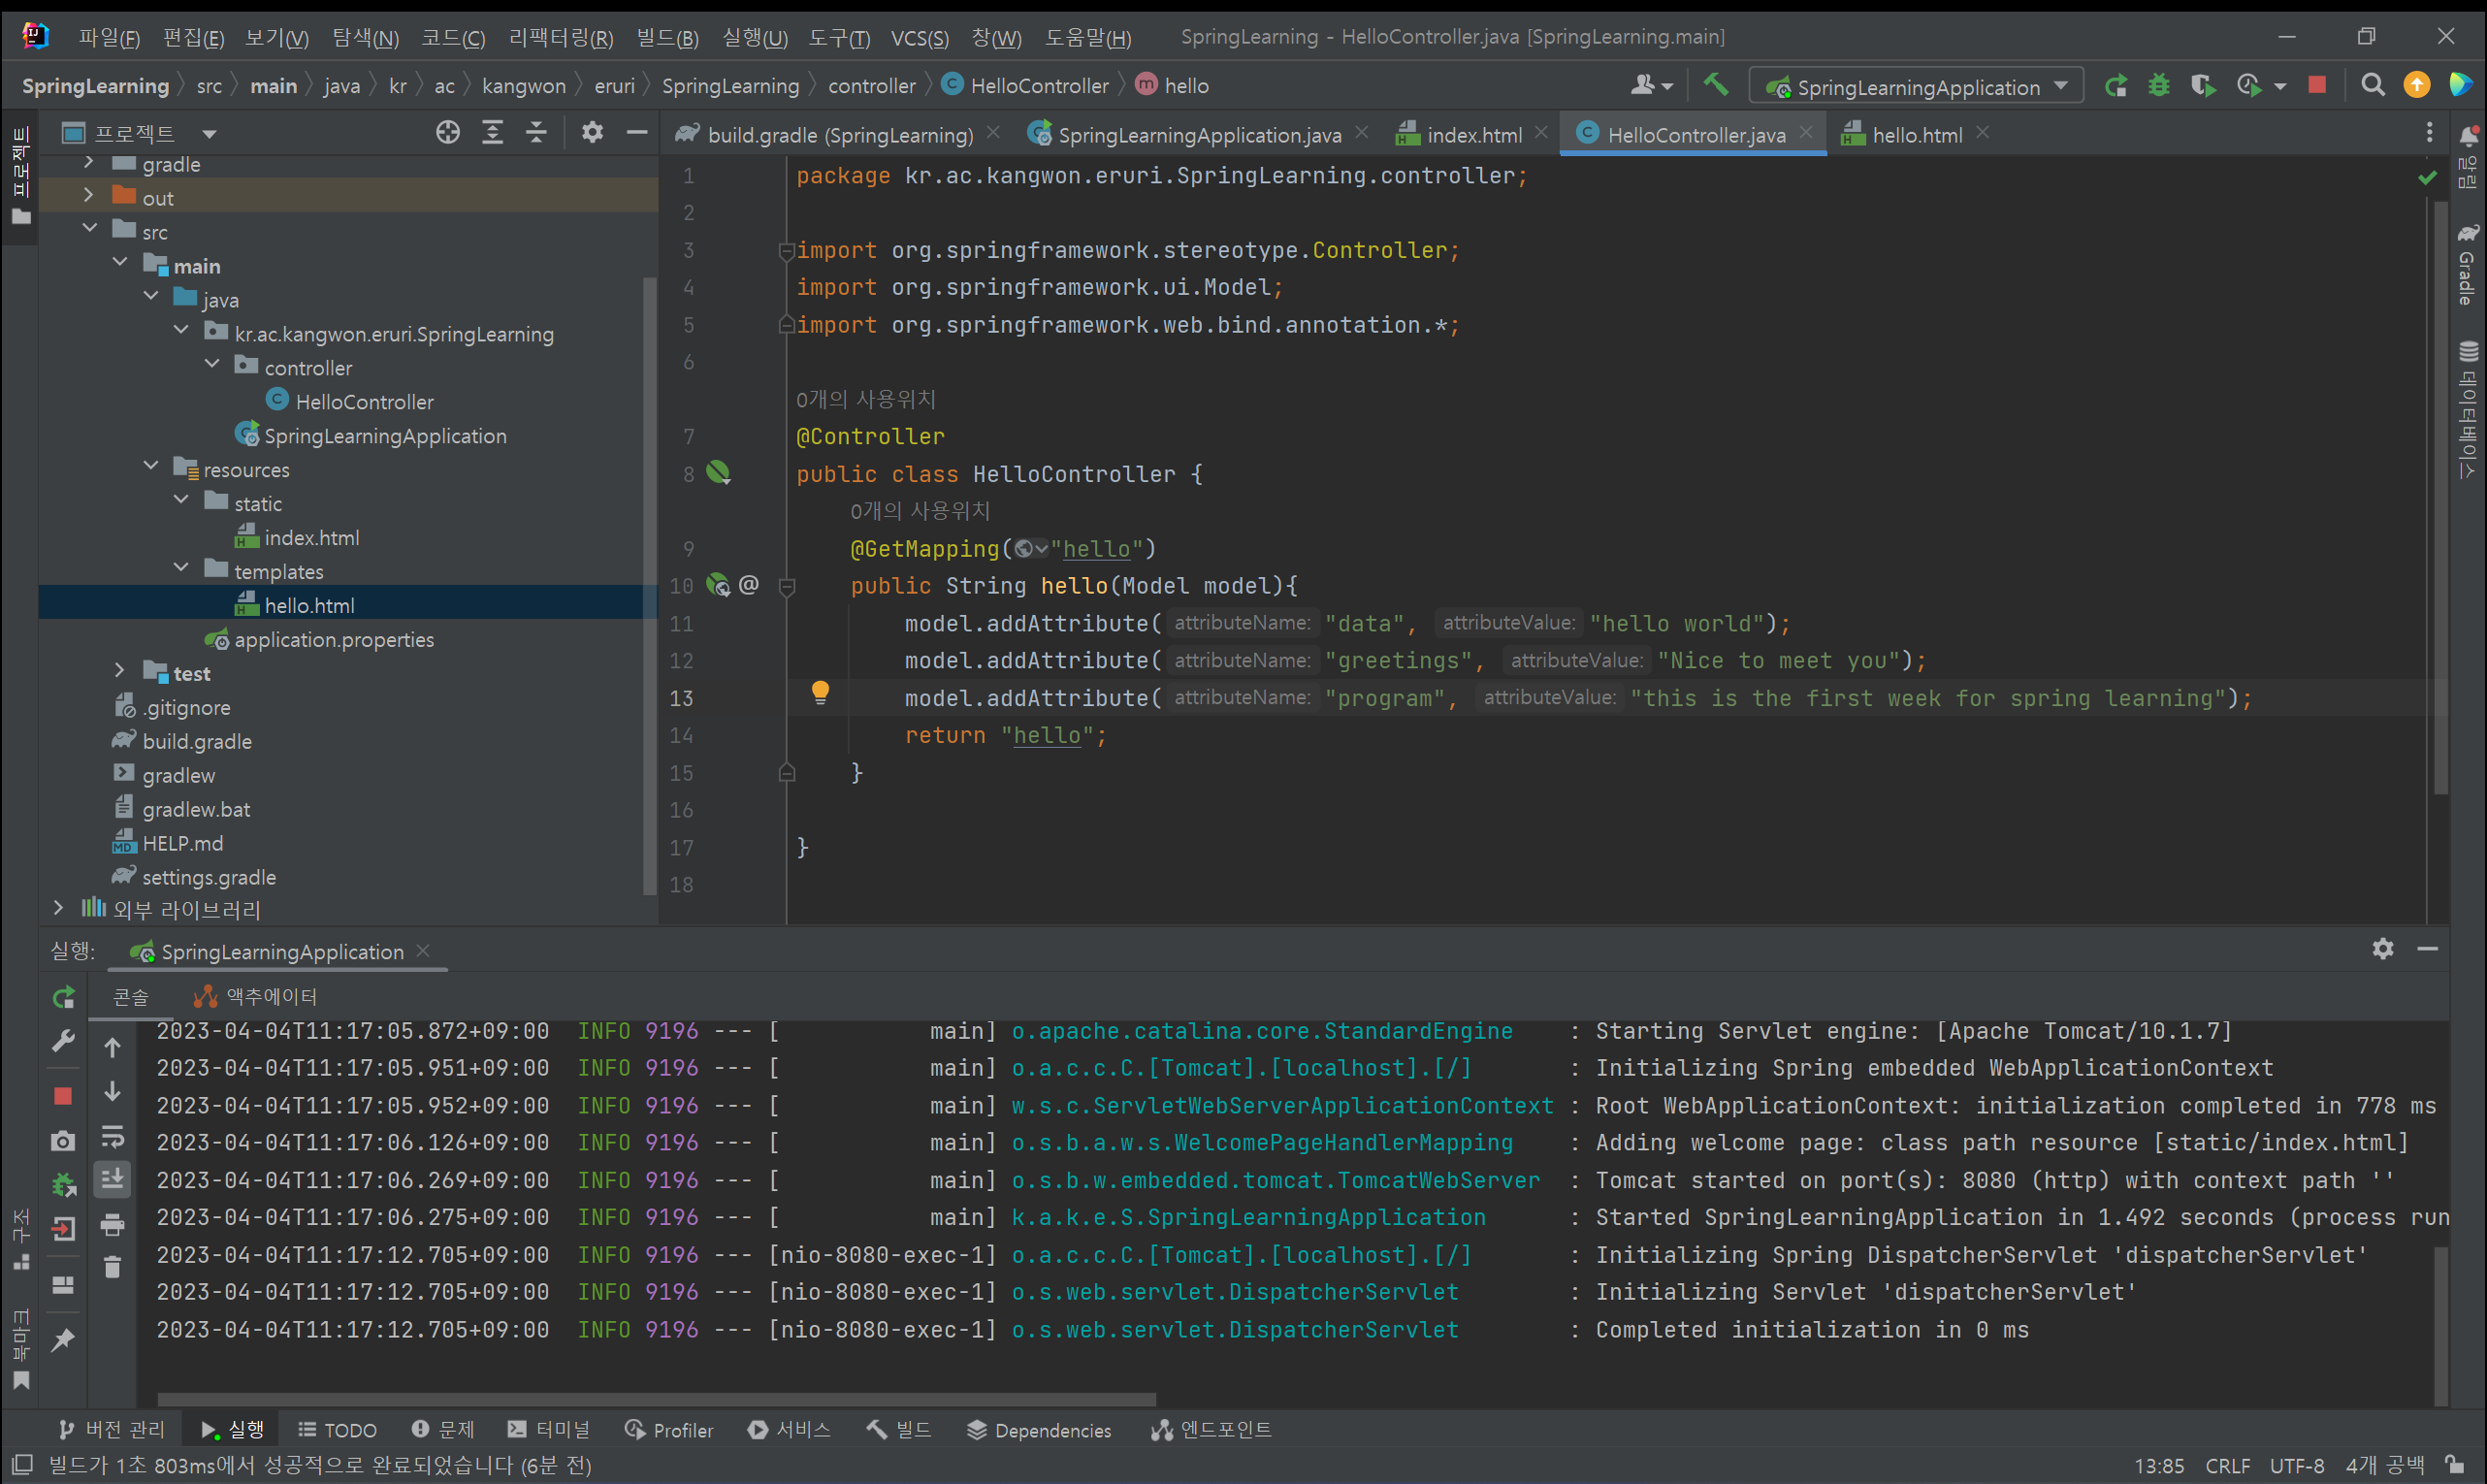 파일(F) 편집(E) 보기(V) 탐색(N) 코드(C) 리팩터링(R) 빌드(B) 실행(U) 도구(T) VCS(S) 창(W) 도움말(H) SpringLearning - HelloController.java [SpringLearning.main]
SpringLearning src main java kr ac kangwon eruri SpringLearning controller HelloController hello SpringLearningApplication
프로젝트
build.gradle (SpringLearning) SpringLearningApplication.java index.html HelloController.java hello.html
프로젝트
gradle
out
src
main
java
kr.ac.kangwon.eruri.SpringLearning
controller
HelloController
SpringLearningApplication
resources
static
index.html
templates
hello.html
application.properties
test
.gitignore
build.gradle
gradlew
gradlew.bat
HELP.md
settings.gradle
외부 라이브러리
1 package kr.ac.kangwon.eruri.SpringLearning.controller;
2
3 import org.springframework.stereotype.Controller;
4 import org.springframework.ui.Model;
5 import org.springframework.web.bind.annotation.*;
6
0개의 사용위치
7 @Controller
8 public class HelloController {
0개의 사용위치
9 @GetMapping("hello")
10 @ public String hello(Model model){
11 model.addAttribute( attributeName: "data", attributeValue: "hello world");
12 model.addAttribute( attributeName: "greetings", attributeValue: "Nice to meet you");
13 model.addAttribute( attributeName: "program", attributeValue: "this is the first week for spring learning");
14 return "hello";
15 }
16
17 }
18
알림
Gradle
데이터베이스
실행: SpringLearningApplication
콘솔 액추에이터
2023-04-04T11:17:05.872+09:00 INFO 9196 --- [ main] o.apache.catalina.core.StandardEngine : Starting Servlet engine: [Apache Tomcat/10.1.7]
2023-04-04T11:17:05.951+09:00 INFO 9196 --- [ main] o.a.c.c.C.[Tomcat].[localhost].[/] : Initializing Spring embedded WebApplicationContext
2023-04-04T11:17:05.952+09:00 INFO 9196 --- [ main] w.s.c.ServletWebServerApplicationContext : Root WebApplicationContext: initialization completed in 778 ms
2023-04-04T11:17:06.126+09:00 INFO 9196 --- [ main] o.s.b.a.w.s.WelcomePageHandlerMapping : Adding welcome page: class path resource [static/index.html]
2023-04-04T11:17:06.269+09:00 INFO 9196 --- [ main] o.s.b.w.embedded.tomcat.TomcatWebServer : Tomcat started on port(s): 8080 (http) with context path ''
2023-04-04T11:17:06.275+09:00 INFO 9196 --- [ main] k.a.k.e.S.SpringLearningApplication : Started SpringLearningApplication in 1.492 seconds (process run
2023-04-04T11:17:12.705+09:00 INFO 9196 --- [nio-8080-exec-1] o.a.c.c.C.[Tomcat].[localhost].[/] : Initializing Spring DispatcherServlet 'dispatcherServlet'
2023-04-04T11:17:12.705+09:00 INFO 9196 --- [nio-8080-exec-1] o.s.web.servlet.DispatcherServlet : Initializing Servlet 'dispatcherServlet'
2023-04-04T11:17:12.705+09:00 INFO 9196 --- [nio-8080-exec-1] o.s.web.servlet.DispatcherServlet : Completed initialization in 0 ms
구조
북마크
버전 관리 실행 TODO 문제 터미널 Profiler 서비스 빌드 Dependencies 엔드포인트
빌드가 1초 803ms에서 성공적으로 완료되었습니다 (6분 전) 13:85 CRLF UTF-8 4개 공백